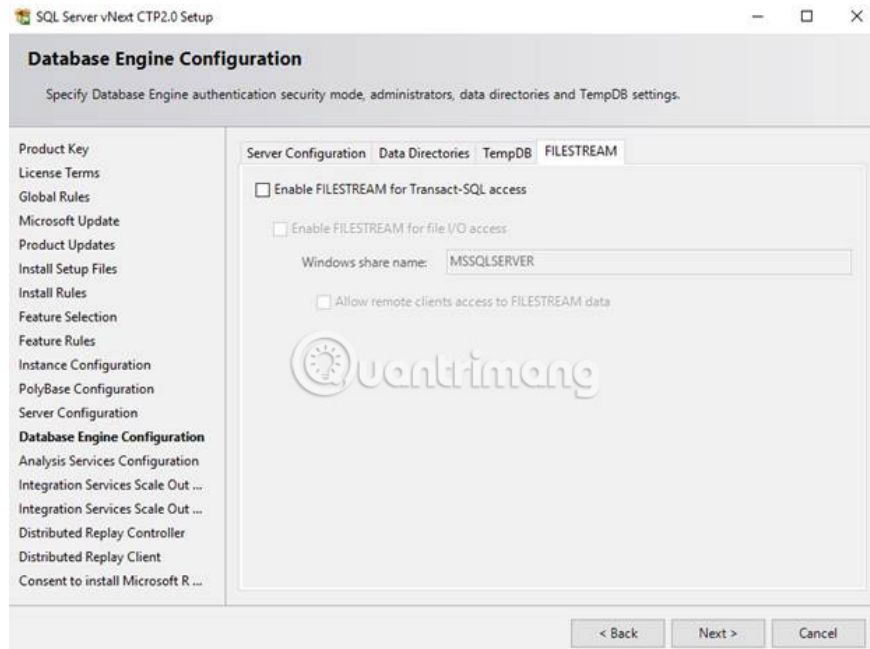 SQL Server vNext CTP2.0 Setup
Database Engine Configuration
Specify Database Engine authentication security mode, administrators, data directories and TempDB settings.
Product Key
License Terms
Global Rules
Microsoft Update
Product Updates
Install Setup Files
Install Rules
Feature Selection
Feature Rules
Instance Configuration
PolyBase Configuration
Server Configuration
Database Engine Configuration
Analysis Services Configuration
Integration Services Scale Out ...
Integration Services Scale Out ...
Distributed Replay Controller
Distributed Replay Client
Consent to install Microsoft R ...
Server Configuration Data Directories TempDB FILESTREAM
Enable FILESTREAM for Transact-SQL access
Enable FILESTREAM for file I/O access
Windows share name: MSSQLSERVER
Allow remote clients access to FILESTREAM data
Quantrimang
< Back Next > Cancel